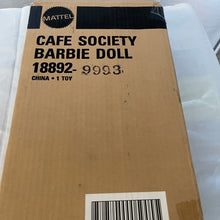 MATTEL
CAFE SOCIETY
BARBIE DOLL
18892-9993
CHINA • 1 TOY